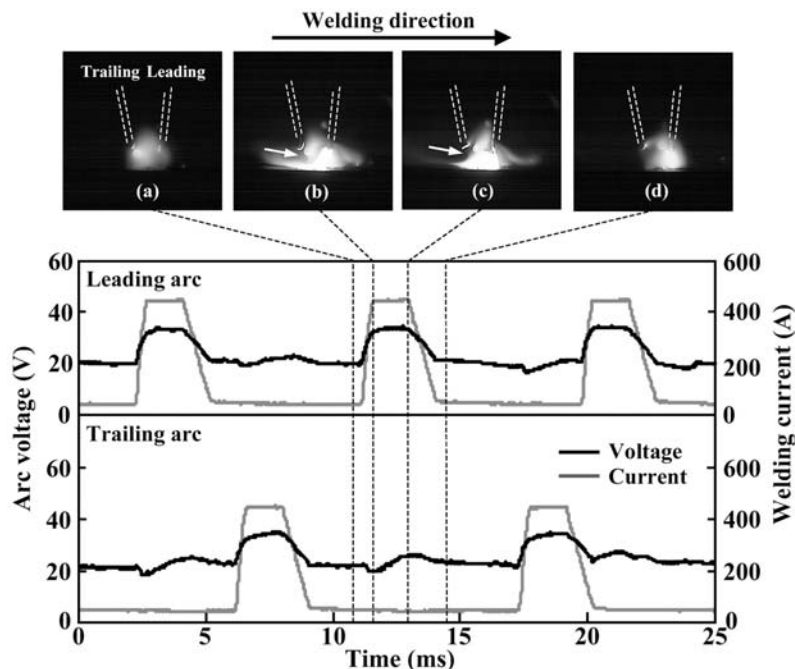 Welding direction
Trailing Leading
(a)
(b)
(c)
(d)
60
40
20
0
Leading arc
600
400
200
0
Trailing arc
Voltage
Current
60
40
20
0
600
400
200
0
Arc voltage (V)
Welding current (A)
0
5
10
15
20
25
Time (ms)